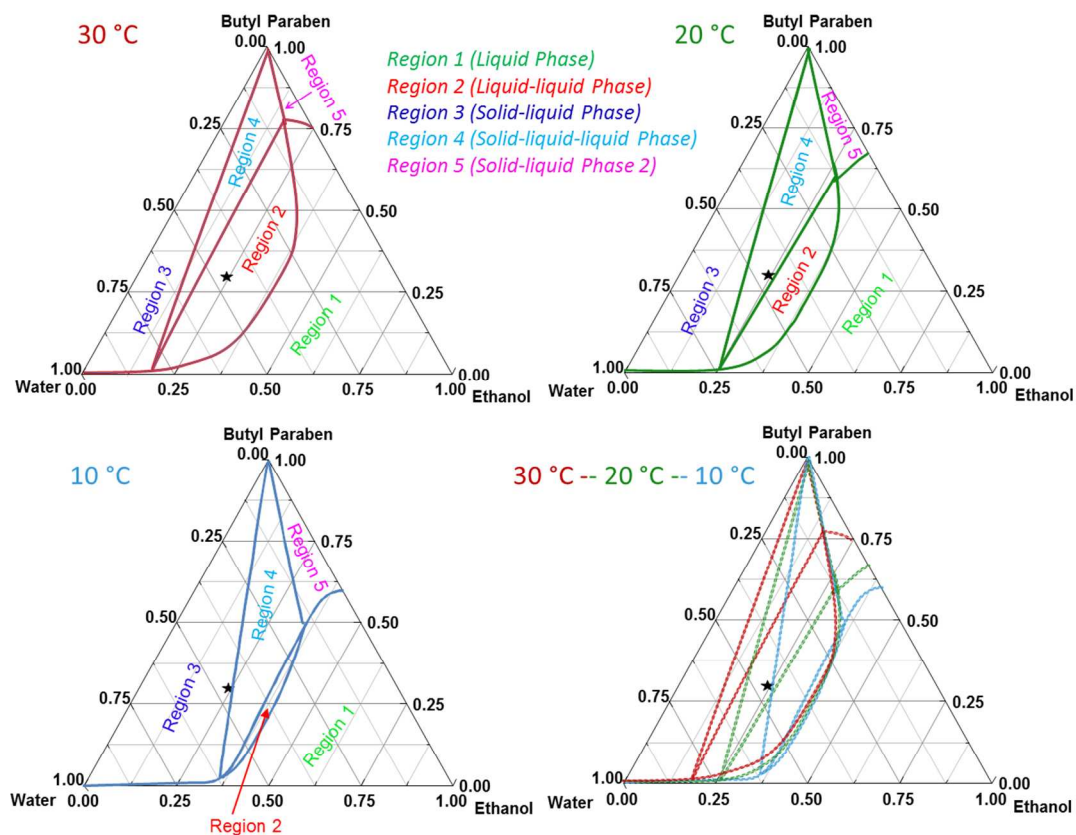 30 °C
Butyl Paraben
0.00 1.00
Region 5
0.25
0.75
Region 4
0.50
0.50
Region 2
0.75
0.25
Region 3
Region 1
1.00
0.00
Water
0.00
0.25
0.50
0.75
1.00
Ethanol
Region 1 (Liquid Phase)
Region 2 (Liquid-liquid Phase)
Region 3 (Solid-liquid Phase)
Region 4 (Solid-liquid-liquid Phase)
Region 5 (Solid-liquid Phase 2)
20 °C
Butyl Paraben
0.00 1.00
Region 5
0.25
0.75
Region 4
0.50
0.50
Region 2
0.75
0.25
Region 3
Region 1
1.00
0.00
Water
0.00
0.25
0.50
0.75
1.00
Ethanol
10 °C
Butyl Paraben
0.00 1.00
Region 5
0.25
0.75
Region 4
0.50
0.50
Region 3
0.75
0.25
Region 1
1.00
0.00
Water
0.00
0.25
0.50
0.75
1.00
Ethanol
Region 2
30 °C -- 20 °C -- 10 °C
Butyl Paraben
0.00 1.00
0.25
0.75
0.50
0.50
0.75
0.25
1.00
0.00
Water
0.00
0.25
0.50
0.75
1.00
Ethanol